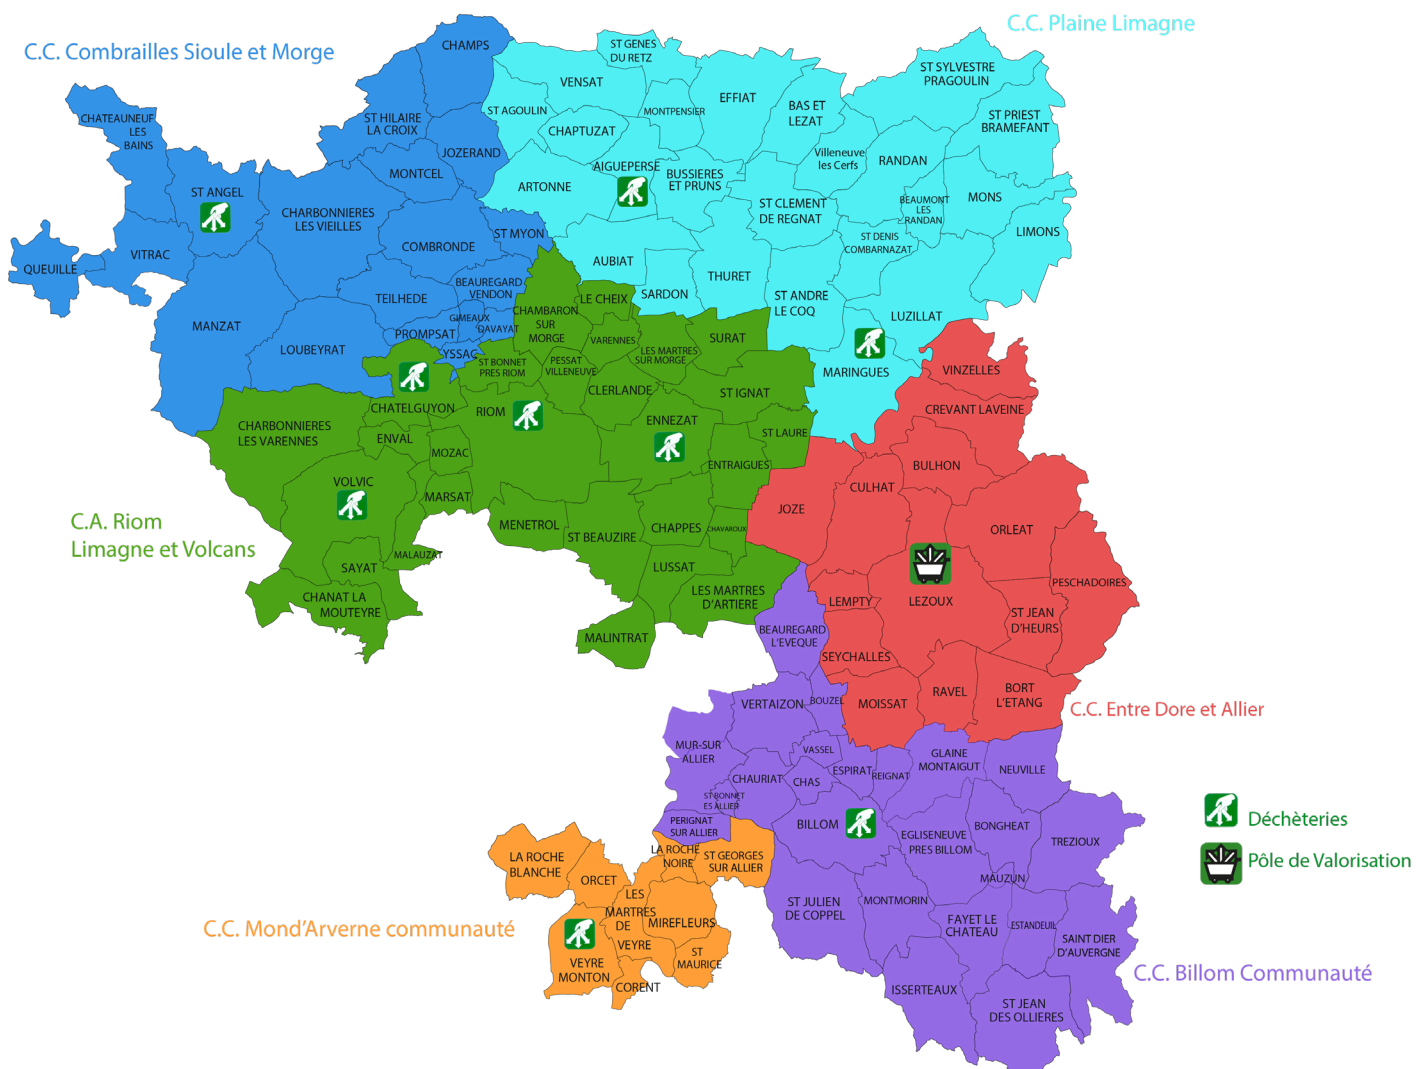 C.C. Plaine Limagne
C.C. Combrailles Sioule et Morge
CHAMPS
ST GENES
DU RETZ
VENSAT
ST SYLVESTRE
PRAGOULIN
EFFIAT
BAS ET
LEZAT
ST AGOULIN
MONTPENSIER
CHATEAUNEUF
LES
BAINS
ST HILAIRE
LA CROIX
CHAPTUZAT
ST PRIEST
BRAMEFANT
JOZERAND
Villeneuve
les Cerfs
RANDAN
AIGUEPERSE
MONTCEL
BUSSIERES
ET PRUNS
ARTONNE
ST ANGEL
MONS
BEAUMONT
LES
RANDAN
ST CLEMENT
DE REGNAT
CHARBONNIERES
LES VIEILLES
ST MYON
LIMONS
COMBRONDE
ST DENIS
COMBARNAZAT
VITRAC
QUEUILLE
AUBIAT
THURET
BEAUREGARD
VENDON
SARDON
TEILHEDE
LE CHEIX
ST ANDRE
LE COQ
CHAMBARON
SUR
MORGE
GIMEAUX
DAVAYAT
LUZILLAT
MANZAT
PROMPSAT
SURAT
VARENNES
LOUBEYRAT
YSSAC
LES MARTRES
SUR MORGE
ST BONNET
PRES RIOM
PESSAT
VILLENEUVE
MARINGUES
VINZELLES
CLERLANDE
ST IGNAT
CHATELGUYON
RIOM
CREVANT LAVEINE
ENNEZAT
CHARBONNIERES
LES VARENNES
ENVAL
ST LAURE
MOZAC
ENTRAIGUES
BULHON
VOLVIC
CULHAT
MARSAT
JOZE
C.A. Riom
Limagne et Volcans
MENETROL
ST BEAUZIRE
CHAPPES
CHAVAROUX
ORLEAT
MALAUZAT
SAYAT
LUSSAT
PESCHADOIRES
CHANAT LA
MOUTEYRE
LES MARTRES
D'ARTIERE
LEMPTY
LEZOUX
ST JEAN
D'HEURS
MALINTRAT
BEAUREGARD
L'EVEQUE
SEYCHALLES
RAVEL
BORT
L'ETANG
VERTAIZON
BOUZEL
MOISSAT
C.C. Entre Dore et Allier
MUR-SUR
ALLIER
VASSEL
GLAINE
MONTAIGUT
NEUVILLE
CHAURIAT
CHAS
ESPIRAT
REIGNAT
ST BONNET
ES ALLIER
PERIGNAT
SUR ALLIER
BILLOM
EGLISENEUVE
PRES BILLOM
BONGHEAT
TREZIOUX
Déchèteries
Pôle de Valorisation
LA ROCHE
BLANCHE
LA ROCHE
NOIRE
ST GEORGES
SUR ALLIER
ORCET
MAUZUN
LES
MARTRES
DE
VEYRE
MIREFLEURS
ST JULIEN
DE COPPEL
MONTMORIN
C.C. Mond'Arverne communauté
FAYET LE
CHATEAU
ESTANDEUIL
SAINT DIER
D'AUVERGNE
ST
MAURICE
VEYRE
MONTON
CORENT
C.C. Billom Communauté
ISSERTEAUX
ST JEAN
DES OLLIERES